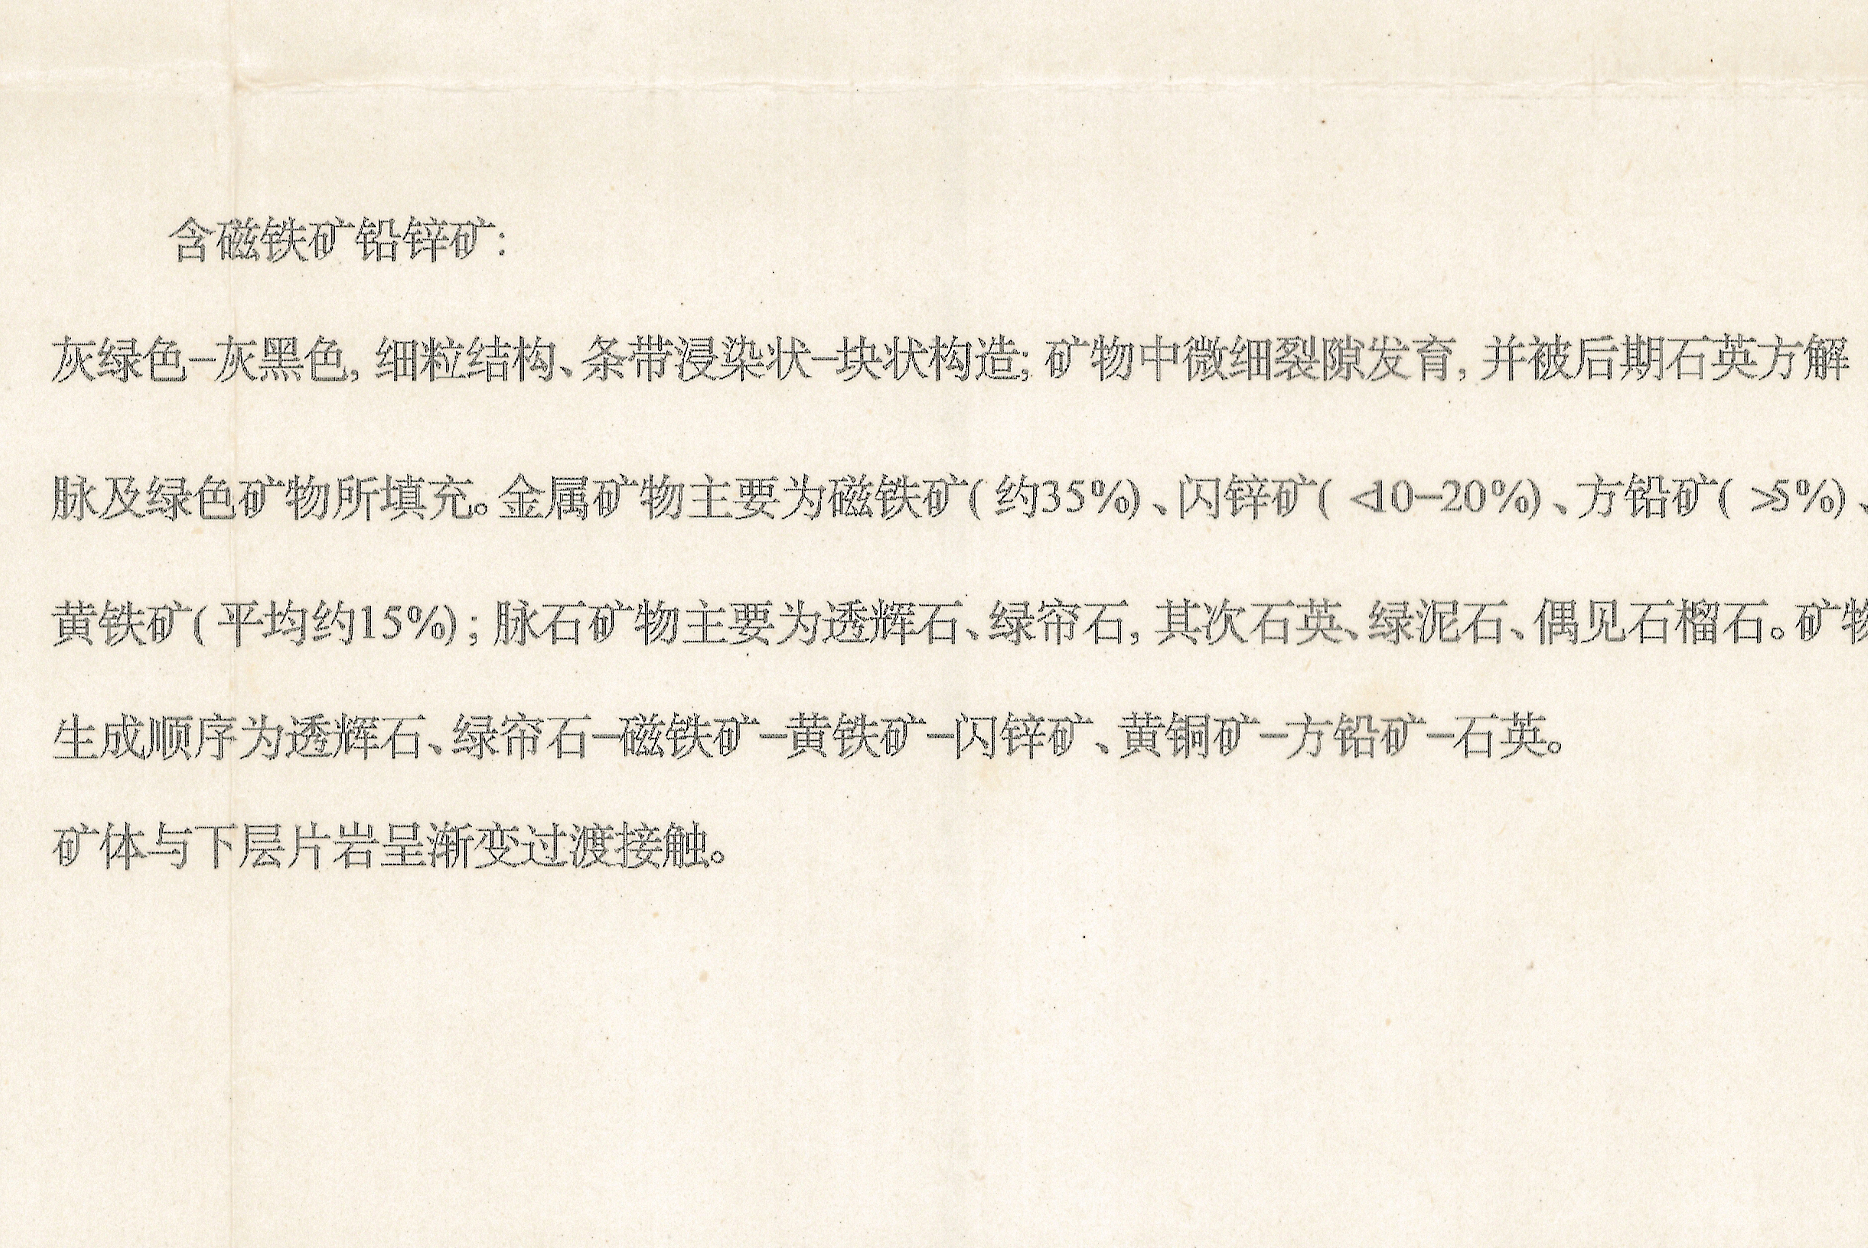 含磁铁矿铅锌矿:
灰绿色-灰黑色, 细粒结构、条带浸染状-块状构造; 矿物中微细裂隙发育, 并被后期石英方解
脉及绿色矿物所填充。金属矿物主要为磁铁矿( 约35%)、闪锌矿( <10-20%)、方铅矿( >5%)、
黄铁矿( 平均约15%); 脉石矿物主要为透辉石、绿帘石, 其次石英、绿泥石、偶见石榴石。矿物
生成顺序为透辉石、绿帘石-磁铁矿-黄铁矿-闪锌矿、黄铜矿-方铅矿-石英。
矿体与下层片岩呈渐变过渡接触。